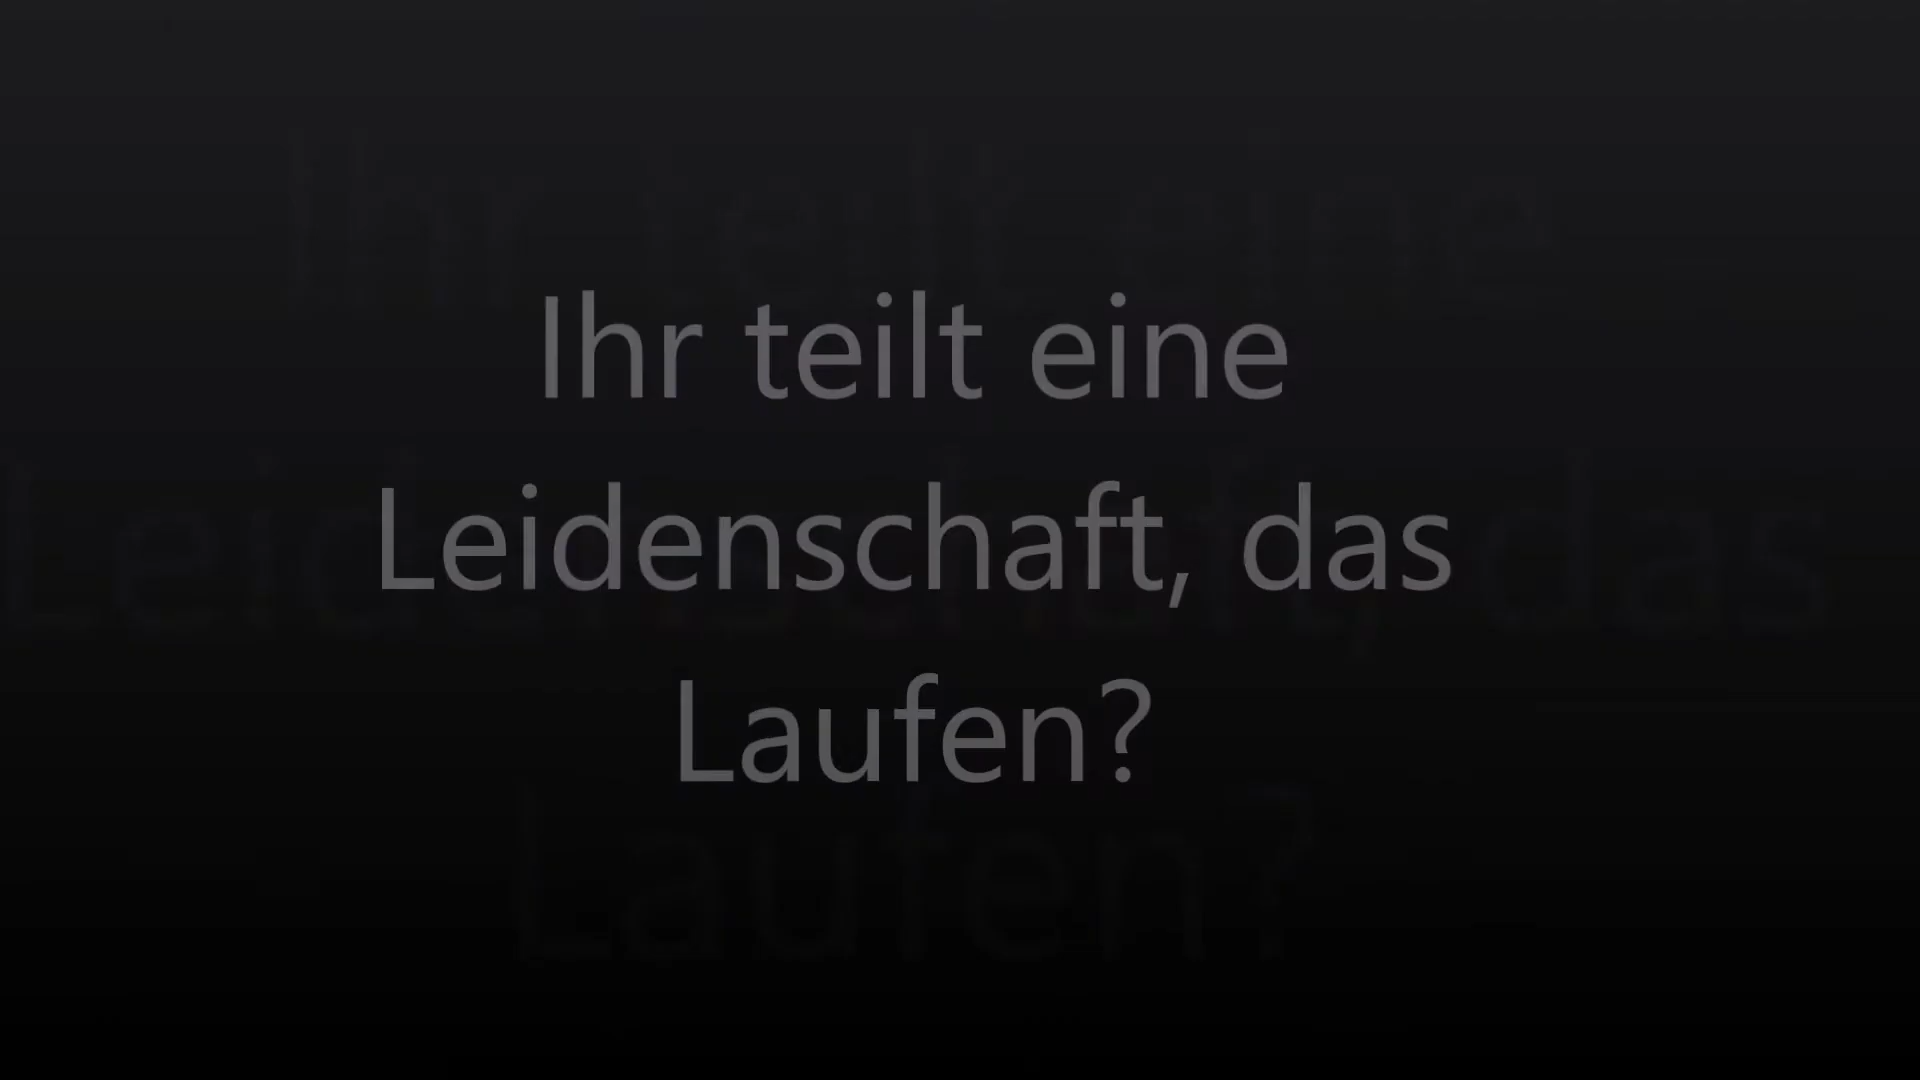 Ihr teilt eine
Leidenschaft, das
Laufen?